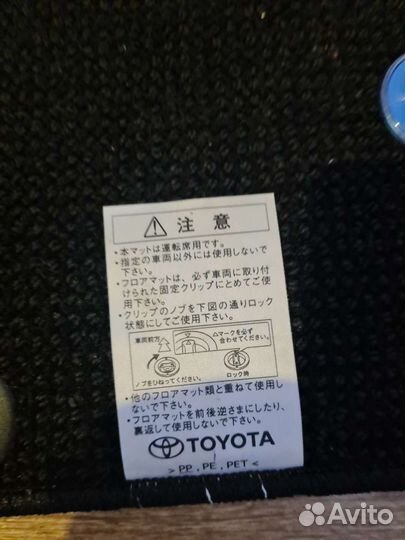 ⚠ 注意
・本マットは運転席用です。
・指定の車両以外には使用しないで
下さい。
・フロアマットは、必ず車両に取り付
けられた固定クリップにとめてご使
用下さい。
・クリップのノブを下図の通りロック
状態にしてご使用下さい。
車両前方
△マークを必ず
合わせてください。
ノブをひねってください。
ロック時
・他のフロアマット類と重ねて使用し
ないで下さい。
・フロアマットを前後逆さまにしたり、
裏返して使用しないで下さい。
TOYOTA
> PP , PE , PET <
Avito